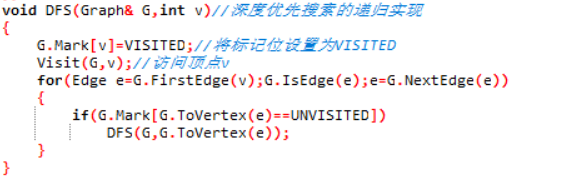 void DFS(Graph& G,int v)//深度优先搜索的递归实现
{
G.Mark[v]=VISITED;//将标记位设置为VISITED
Visit(G,v);//访问顶点v
for(Edge e=G.FirstEdge(v);G.IsEdge(e);e=G.NextEdge(e))
{
if(G.Mark[G.ToVertex(e)==UNVISITED])
DFS(G,G.ToVertex(e));
}
}